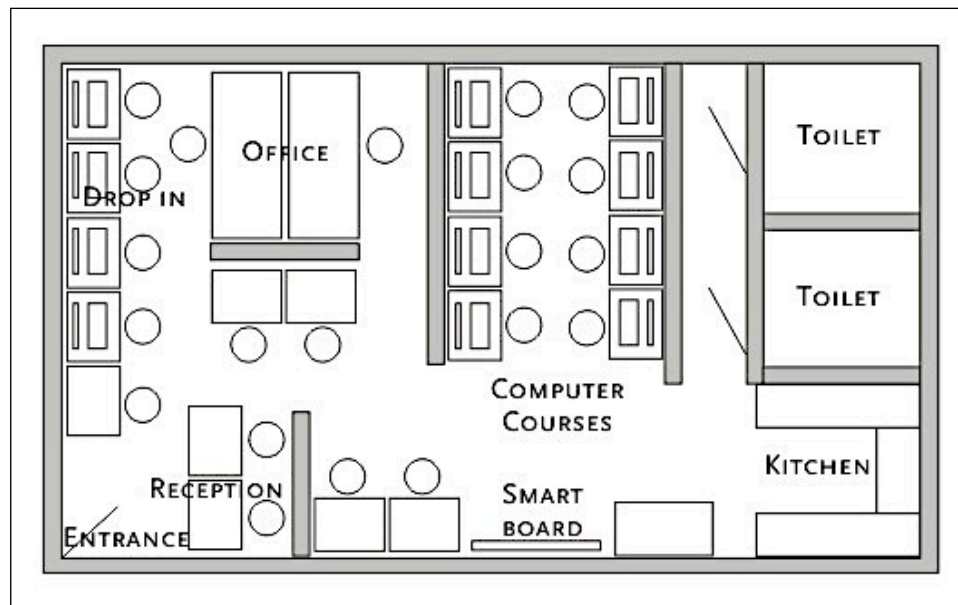 OFFICE
TOILET
DROP IN
TOILET
COMPUTER
COURSES
KITCHEN
RECEPTION
SMART
BOARD
ENTRANCE